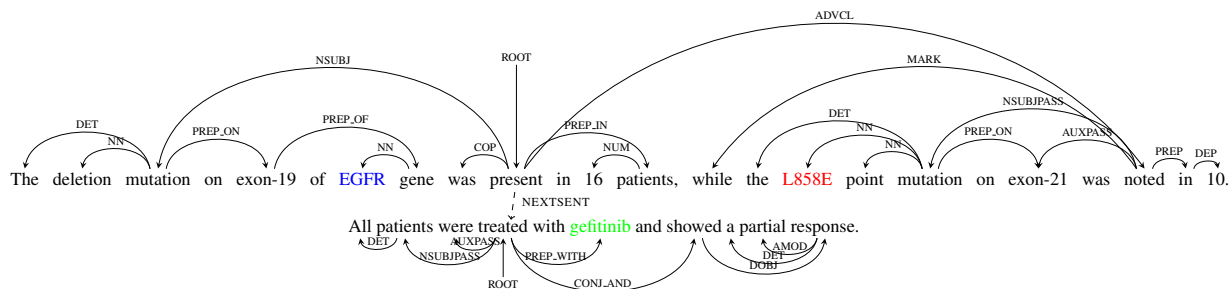 ADVCL
NSUBJ ROOT MARK
DET NSUBJPASS
DET NN PREP_ON PREP_OF NN COP PREP_IN NUM NN NN PREP_ON AUXPASS PREP DEP
The deletion mutation on exon-19 of EGFR gene was present in 16 patients, while the L858E point mutation on exon-21 was noted in 10.
NEXTSENT
All patients were treated with gefitinib and showed a partial response.
DET AUXPASS AMOD
NSUBJPASS PREP_WITH DET
DOBJ
ROOT CONJ_AND